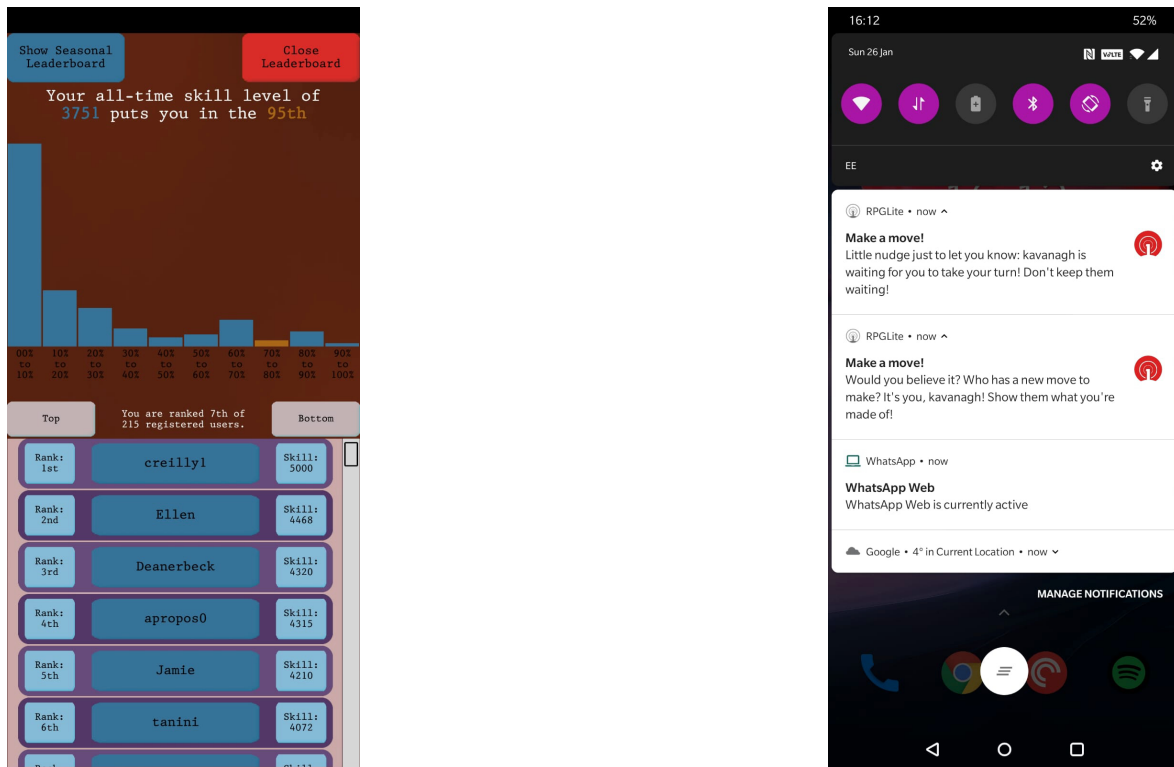 Show Seasonal
Leaderboard
Close
Leaderboard
Your all-time skill level of
3751 puts you in the 95th
00% to 10%
10% to 20%
20% to 30%
30% to 40%
40% to 50%
50% to 60%
60% to 70%
70% to 80%
80% to 90%
90% to 100%
Top
You are ranked 7th of
215 registered users.
Bottom
Rank:
1st
creilly1
Skill:
5000
Rank:
2nd
Ellen
Skill:
4468
Rank:
3rd
Deanerbeck
Skill:
4320
Rank:
4th
apropos0
Skill:
4315
Rank:
5th
Jamie
Skill:
4210
Rank:
6th
tanini
Skill:
4072
16:12
52%
Sun 26 Jan
VoLTE
EE
RPGLite • now
Make a move!
Little nudge just to let you know: kavanagh is
waiting for you to take your turn! Don't keep them
waiting!
RPGLite • now
Make a move!
Would you believe it? Who has a new move to
make? It's you, kavanagh! Show them what you're
made of!
WhatsApp • now
WhatsApp Web
WhatsApp Web is currently active
Google • 4° in Current Location • now
MANAGE NOTIFICATIONS